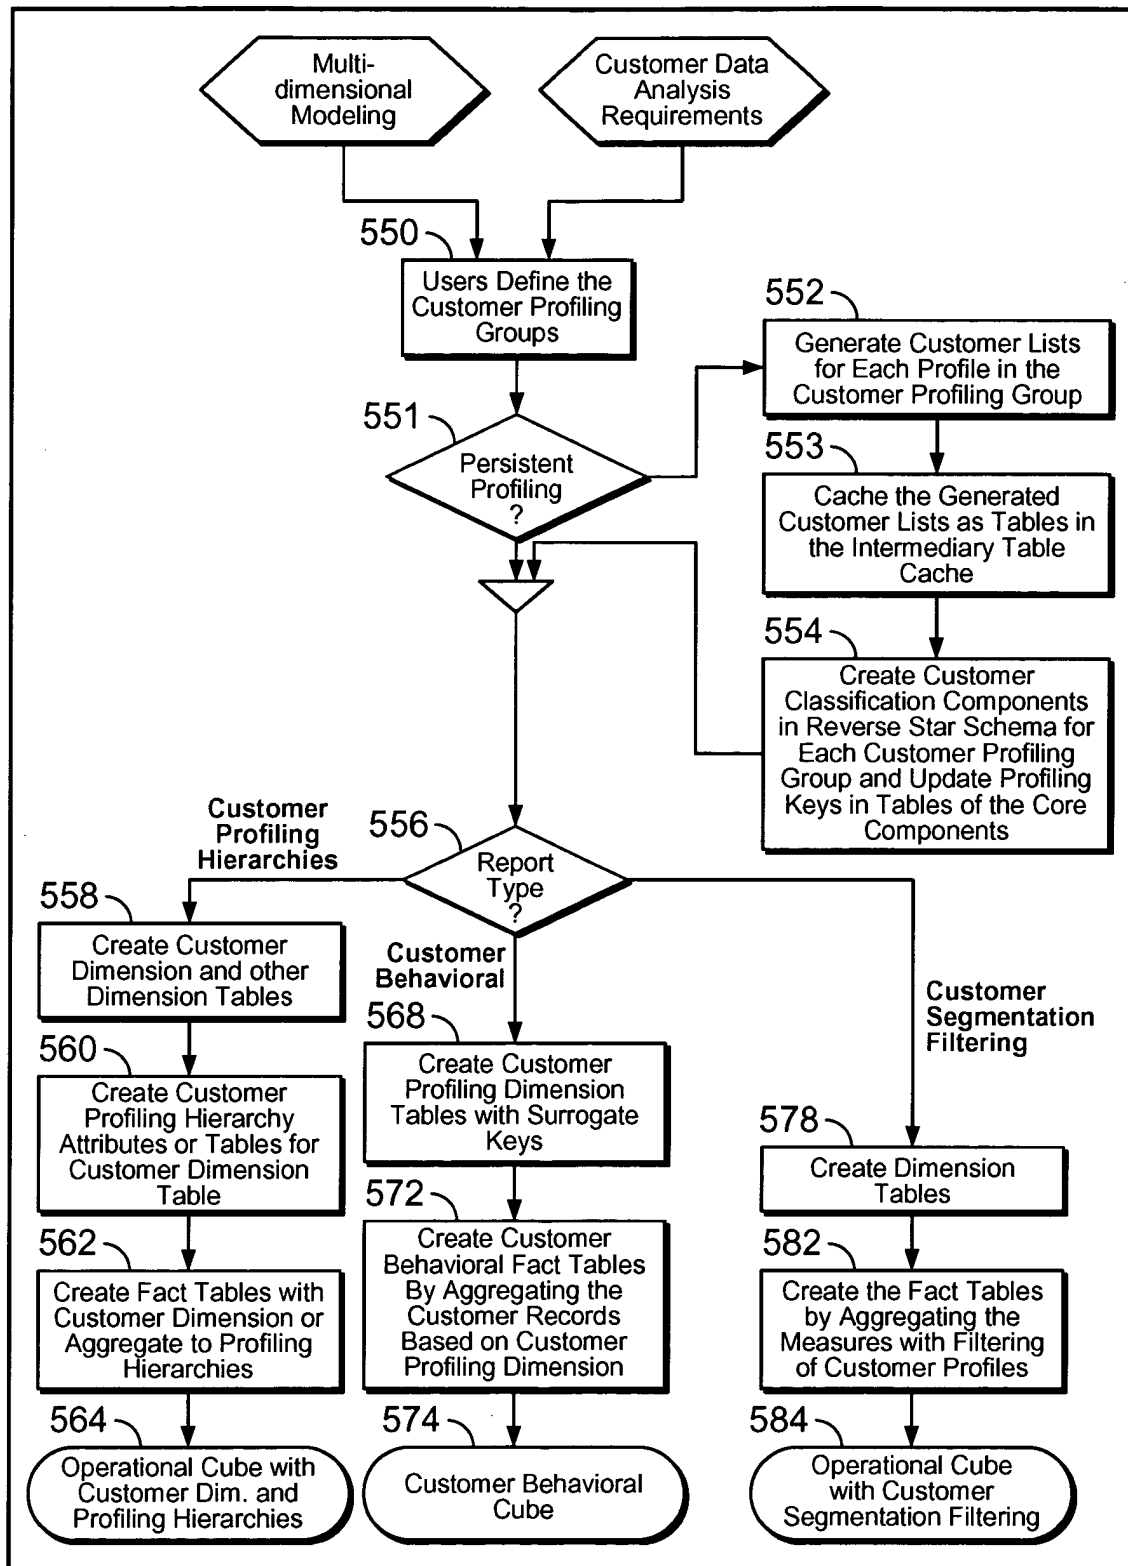 Multi-
dimensional
Modeling
Customer Data
Analysis
Requirements
550
Users Define the
Customer Profiling
Groups
551
Persistent
Profiling
?
552
Generate Customer Lists
for Each Profile in the
Customer Profiling Group
553
Cache the Generated
Customer Lists as Tables in
the Intermediary Table
Cache
554
Create Customer
Classification Components
in Reverse Star Schema for
Each Customer Profiling
Group and Update Profiling
Keys in Tables of the Core
Components
556
Report
Type
?
Customer
Profiling
Hierarchies
558
Create Customer
Dimension and other
Dimension Tables
560
Create Customer
Profiling Hierarchy
Attributes or Tables for
Customer Dimension
Table
562
Create Fact Tables with
Customer Dimension or
Aggregate to Profiling
Hierarchies
564
Operational Cube with
Customer Dim. and
Profiling Hierarchies
Customer
Behavioral
568
Create Customer
Profiling Dimension
Tables with Surrogate
Keys
572
Create Customer
Behavioral Fact Tables
By Aggregating the
Customer Records
Based on Customer
Profiling Dimension
574
Customer Behavioral
Cube
Customer
Segmentation
Filtering
578
Create Dimension
Tables
582
Create the Fact Tables
by Aggregating the
Measures with Filtering
of Customer Profiles
584
Operational Cube
with Customer
Segmentation Filtering